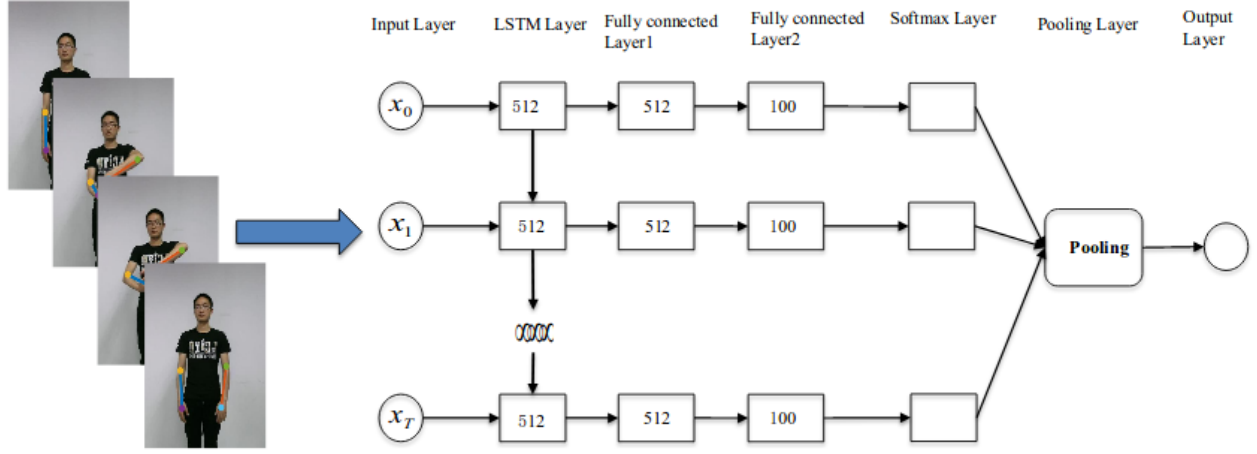 Input Layer
LSTM Layer
Fully connected
Layer1
Fully connected
Layer2
Softmax Layer
Pooling Layer
Output
Layer
x0
512
512
100
x1
512
512
100
Pooling
xT
512
512
100